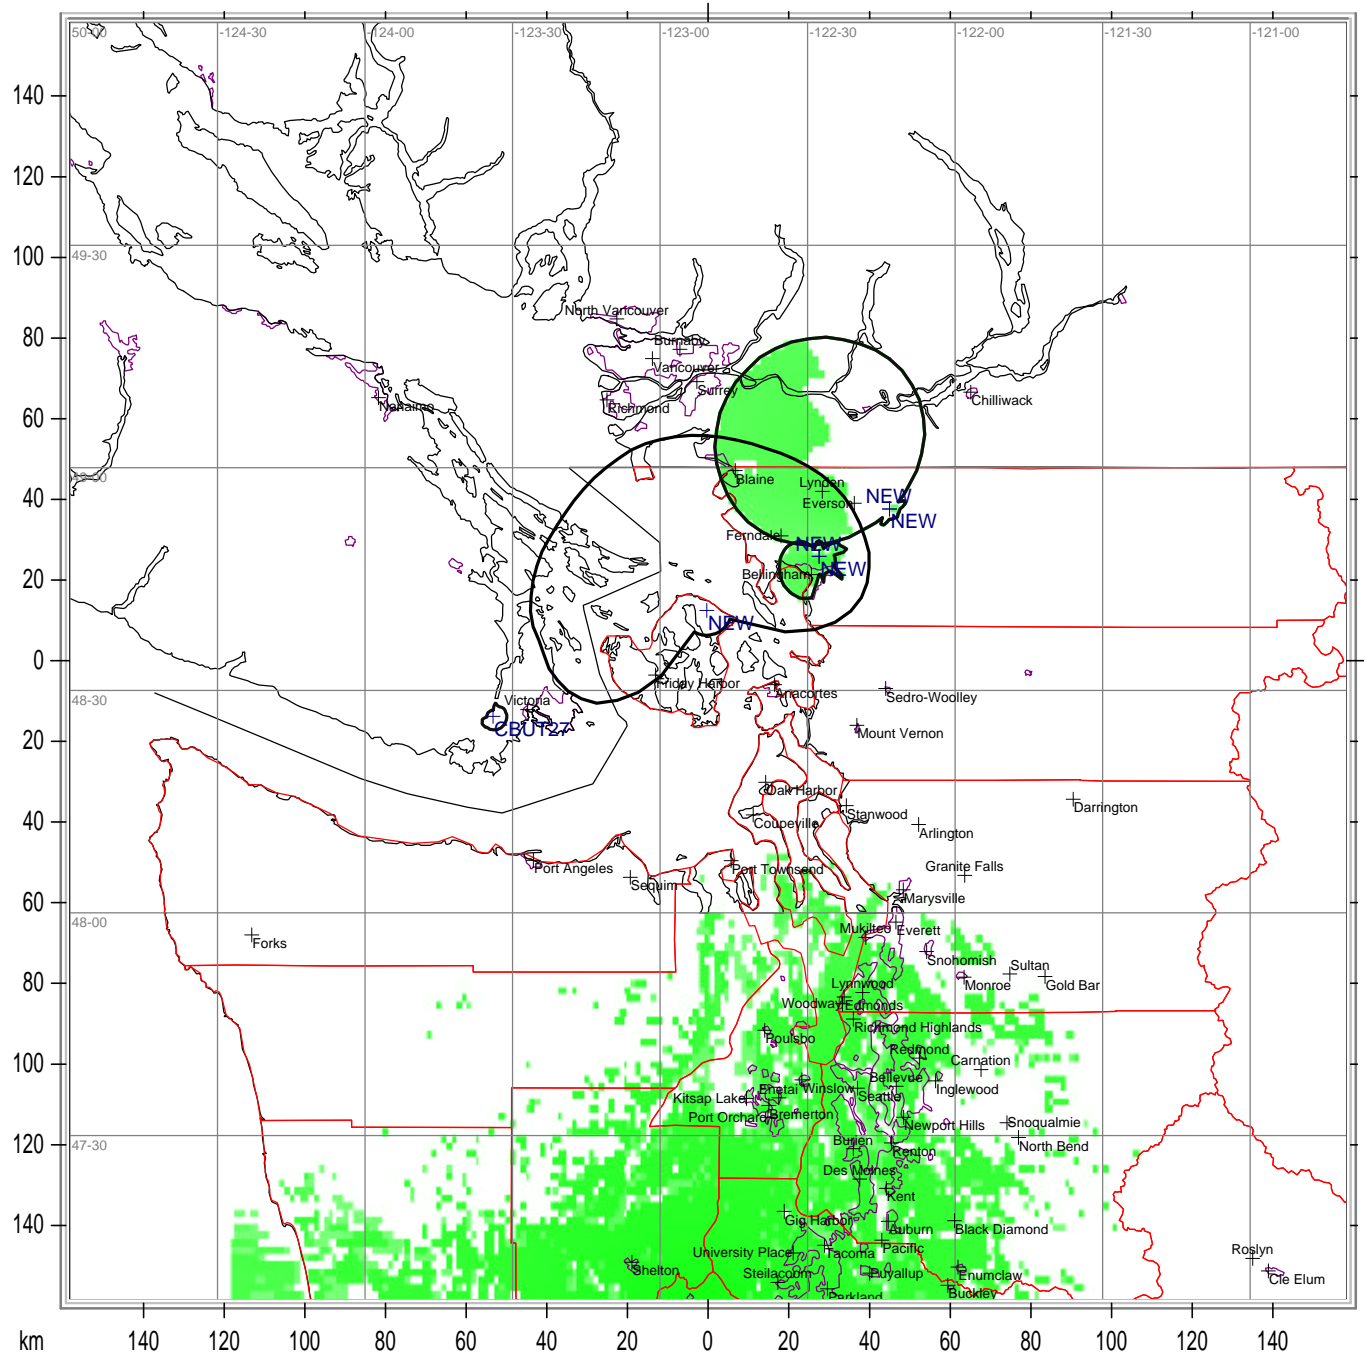 50-00
-124-30
-124-00
-123-30
-123-00
-122-30
-122-00
-121-30
-121-00
140
120
100
49-30
80
North Vancouver
Burnaby
Vancouver
Surrey
Richmond
Nanaimo
Chilliwack
60
49-00
Blaine
Lynden
Everson
NEW
NEW
40
Ferndale
NEW
NEW
Bellingham
20
NEW
0
Friday Harbor
Anacortes
Sedro-Woolley
48-30
Victoria
CBUT27
Mount Vernon
20
Oak Harbor
Coupeville
Stanwood
Darrington
Arlington
40
Port Angeles
Sequim
Port Townsend
Granite Falls
Marysville
60
48-00
Forks
Mukilteo
Everett
Snohomish
Sultan
Monroe
Gold Bar
80
Lynnwood
Woodway
Edmonds
Richmond Highlands
Poulsbo
Redmond
Carnation
100
Bellevue
Inglewood
Enetai
Winslow
Seattle
Kitsap Lake
Port Orchard
Bremerton
Newport Hills
Snoqualmie
120
47-30
Burien
Renton
North Bend
Des Moines
Kent
Gig Harbor
Auburn
Black Diamond
140
University Place
Tacoma
Pacific
Roslyn
Shelton
Steilacoom
Puyallup
Enumclaw
Cle Elum
Parkland
Buckley
km
140
120
100
80
60
40
20
0
20
40
60
80
100
120
140